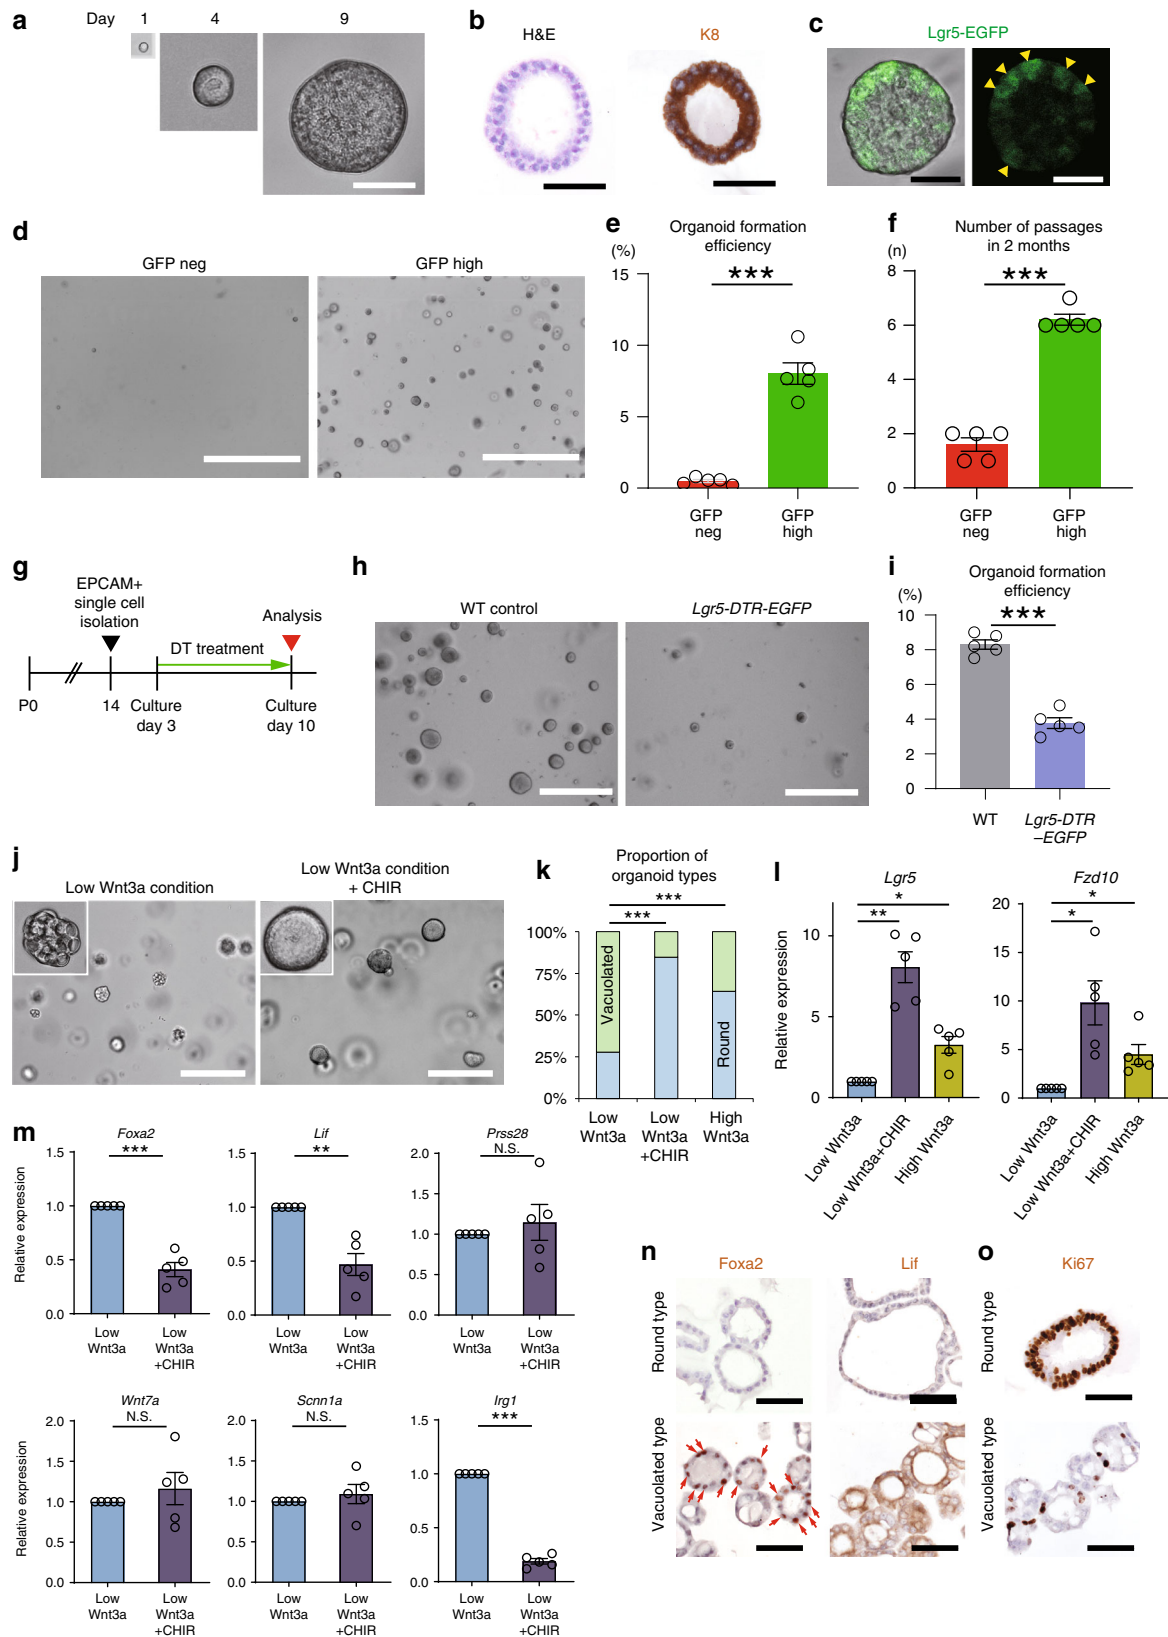 a
Day
1
4
9
b
H&E
K8
c
Lgr5-EGFP
d
GFP neg
GFP high
e
Organoid formation
efficiency
(%)
***
15
10
5
0
GFP
neg
GFP
high
f
Number of passages
in 2 months
(n)
***
8
6
4
2
0
GFP
neg
GFP
high
g
EPCAM+
single cell
isolation
Analysis
DT treatment
P0
14
Culture
day 3
Culture
day 10
h
WT control
Lgr5-DTR-EGFP
i
Organoid formation
efficiency
(%)
***
10
8
6
4
2
0
WT
Lgr5-DTR
–EGFP
j
Low Wnt3a condition
Low Wnt3a condition
+ CHIR
k
Proportion of
organoid types
***
***
100%
75%
50%
25%
0%
Vacuolated
Round
Low
Wnt3a
Low
Wnt3a
+CHIR
High
Wnt3a
l
Lgr5
*
**
Relative expression
10
5
0
Low Wnt3a
Low Wnt3a+CHIR
High Wnt3a
Fzd10
*
*
20
15
10
5
0
Low Wnt3a
Low Wnt3a+CHIR
High Wnt3a
m
Foxa2
***
Relative expression
1.5
1.0
0.5
0.0
Low
Wnt3a
Low
Wnt3a
+CHIR
Lif
**
1.5
1.0
0.5
0.0
Low
Wnt3a
Low
Wnt3a
+CHIR
Prss28
N.S.
2.0
1.5
1.0
0.5
0.0
Low
Wnt3a
Low
Wnt3a
+CHIR
Wnt7a
N.S.
Relative expression
2.0
1.5
1.0
0.5
0.0
Low
Wnt3a
Low
Wnt3a
+CHIR
Scnn1a
N.S.
2.0
1.5
1.0
0.5
0.0
Low
Wnt3a
Low
Wnt3a
+CHIR
Irg1
***
1.5
1.0
0.5
0.0
Low
Wnt3a
Low
Wnt3a
+CHIR
n
Foxa2
Lif
Round type
Vacuolated type
o
Ki67
Round type
Vacuolated type